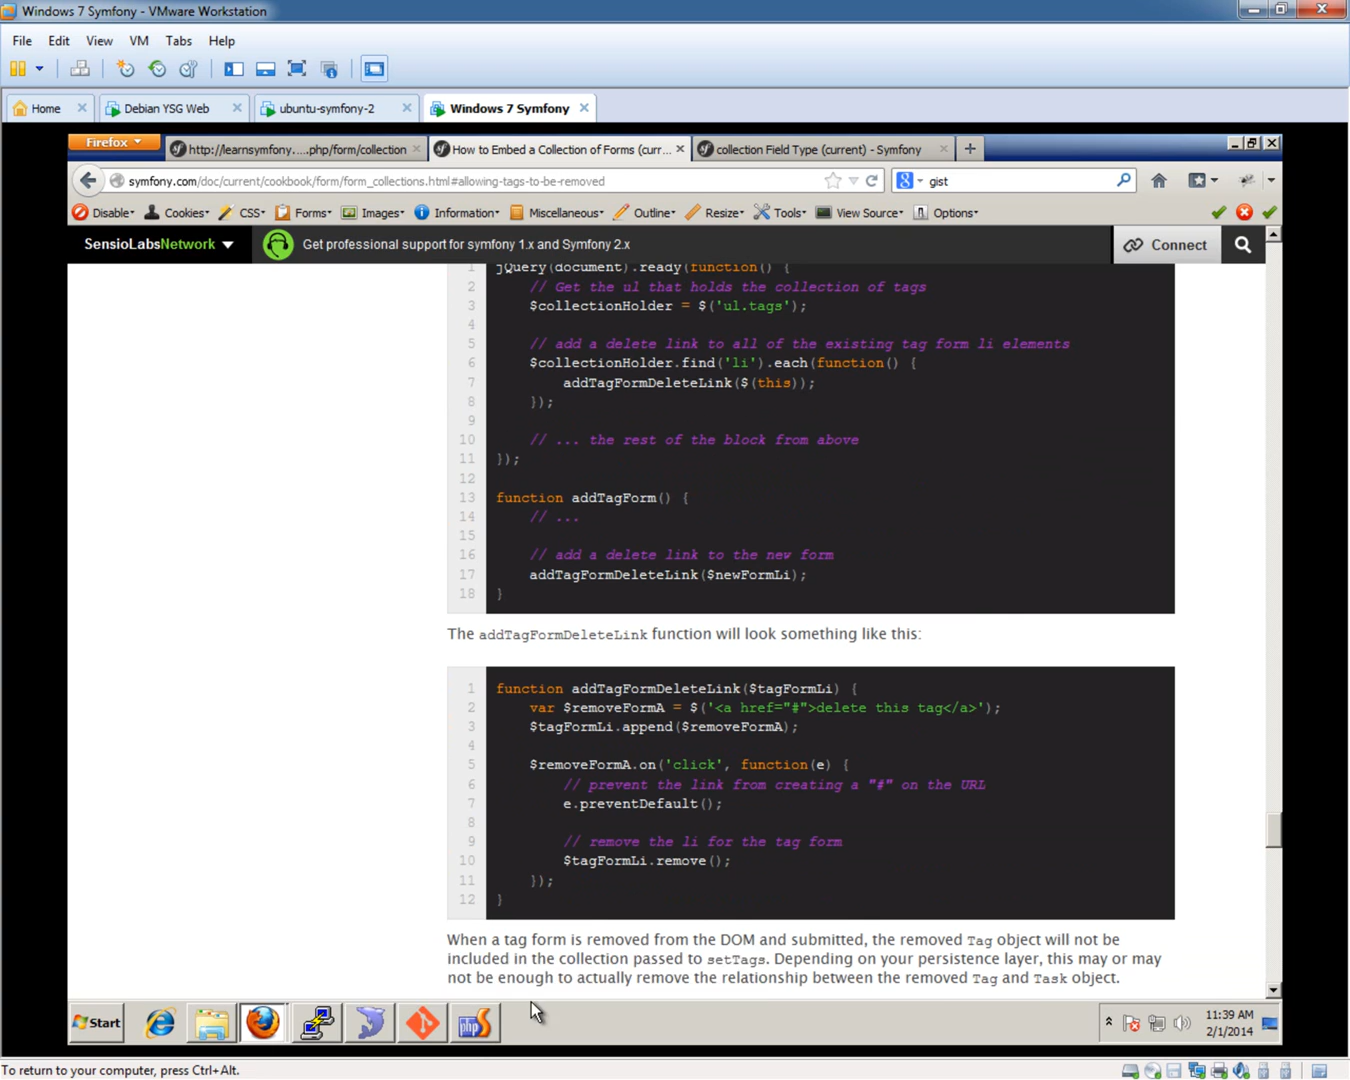 Windows 7 Symfony - VMware Workstation
File Edit View VM Tabs Help
Home Debian YSG Web ubuntu-symfony-2 Windows 7 Symfony
Firefox http://learnsymfony.....php/form/collection How to Embed a Collection of Forms (curr... collection Field Type (current) - Symfony
symfony.com/doc/current/cookbook/form/form_collections.html#allowing-tags-to-be-removed gist
Disable Cookies CSS Forms Images Information Miscellaneous Outline Resize Tools View Source Options
SensioLabsNetwork Get professional support for symfony 1.x and Symfony 2.x Connect
1 jQuery(document).ready(function() {
2 // Get the ul that holds the collection of tags
3 $collectionHolder = $('ul.tags');
4
5 // add a delete link to all of the existing tag form li elements
6 $collectionHolder.find('li').each(function() {
7 addTagFormDeleteLink($(this));
8 });
9
10 // ... the rest of the block from above
11 });
12
13 function addTagForm() {
14 // ...
15
16 // add a delete link to the new form
17 addTagFormDeleteLink($newFormLi);
18 }
The addTagFormDeleteLink function will look something like this:
1 function addTagFormDeleteLink($tagFormLi) {
2 var $removeFormA = $('<a href="#">delete this tag</a>');
3 $tagFormLi.append($removeFormA);
4
5 $removeFormA.on('click', function(e) {
6 // prevent the link from creating a "#" on the URL
7 e.preventDefault();
8
9 // remove the li for the tag form
10 $tagFormLi.remove();
11 });
12 }
When a tag form is removed from the DOM and submitted, the removed Tag object will not be
included in the collection passed to setTags. Depending on your persistence layer, this may or may
not be enough to actually remove the relationship between the removed Tag and Task object.
Start php 11:39 AM
2/1/2014
To return to your computer, press Ctrl+Alt.